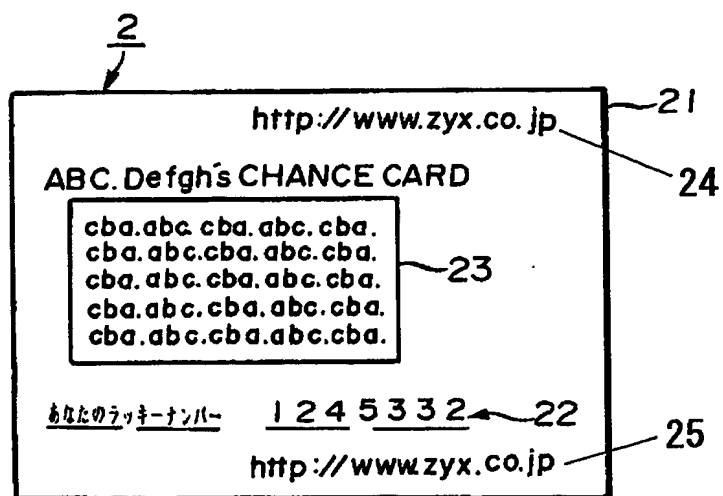 2
http://www.zyx.co.jp
21
24
ABC.Defgh's CHANCE CARD
cba.abc.cba.abc.cba.
cba.abc.cba.abc.cba.
cba.abc.cba.abc.cba.
cba.abc.cba.abc.cba.
cba.abc.cba.abc.cba.
23
あなたのラッキーナンバー 1245332
22
http://www.zyx.co.jp
25